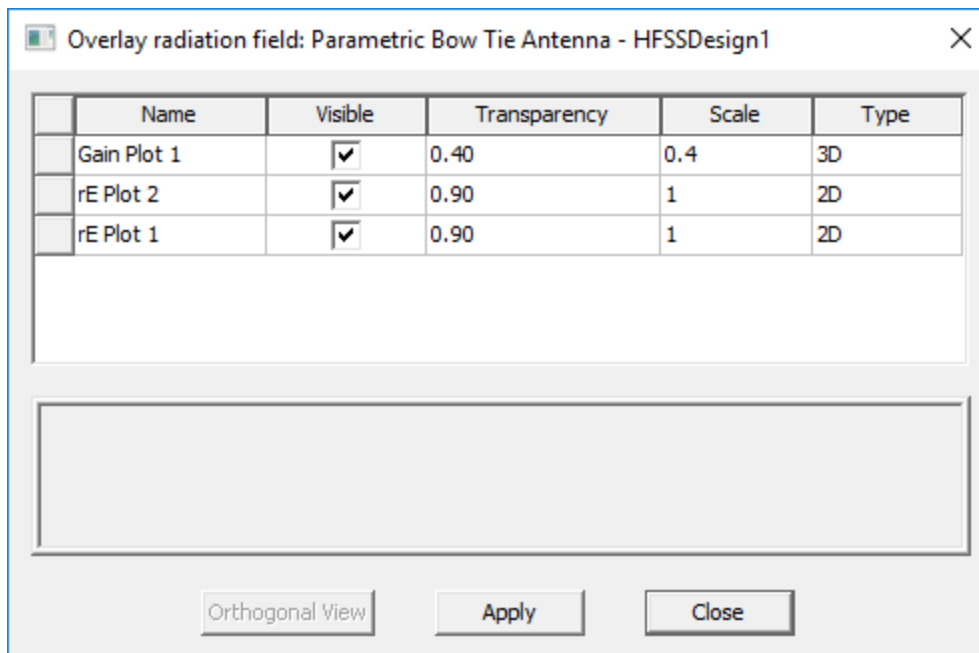 Overlay radiation field: Parametric Bow Tie Antenna - HFSSDesign1
Name Visible Transparency Scale Type
Gain Plot 1 0.40 0.4 3D
rE Plot 2 0.90 1 2D
rE Plot 1 0.90 1 2D
Orthogonal View Apply Close